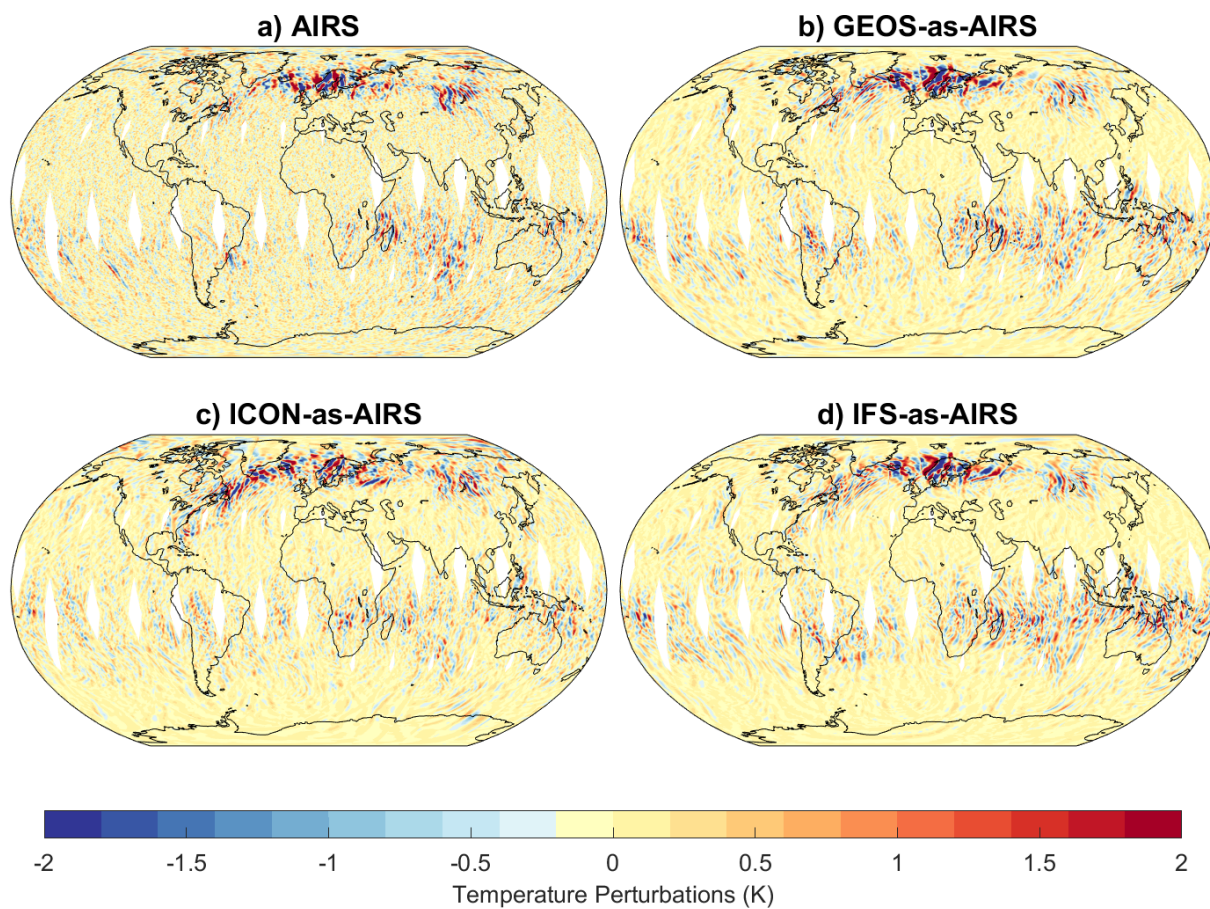 a) AIRS
b) GEOS-as-AIRS
c) ICON-as-AIRS
d) IFS-as-AIRS
-2 -1.5 -1 -0.5 0 0.5 1 1.5 2
Temperature Perturbations (K)